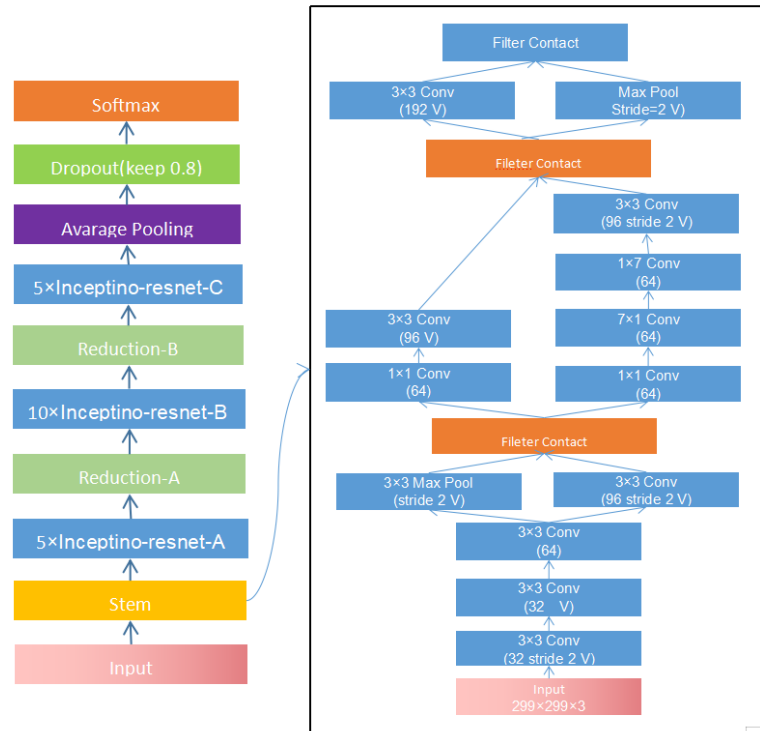 Softmax
Dropout(keep 0.8)
Avarage Pooling
5×Inceptino-resnet-C
Reduction-B
10×Inceptino-resnet-B
Reduction-A
5×Inceptino-resnet-A
Stem
Input
Filter Contact
3×3 Conv
(192 V)
Max Pool
Stride=2 V)
Fileter Contact
3×3 Conv
(96 stride 2 V)
1×7 Conv
(64)
3×3 Conv
(96 V)
7×1 Conv
(64)
1×1 Conv
(64)
1×1 Conv
(64)
Fileter Contact
3×3 Max Pool
(stride 2 V)
3×3 Conv
(96 stride 2 V)
3×3 Conv
(64)
3×3 Conv
(32 V)
3×3 Conv
(32 stride 2 V)
Input
299×299×3